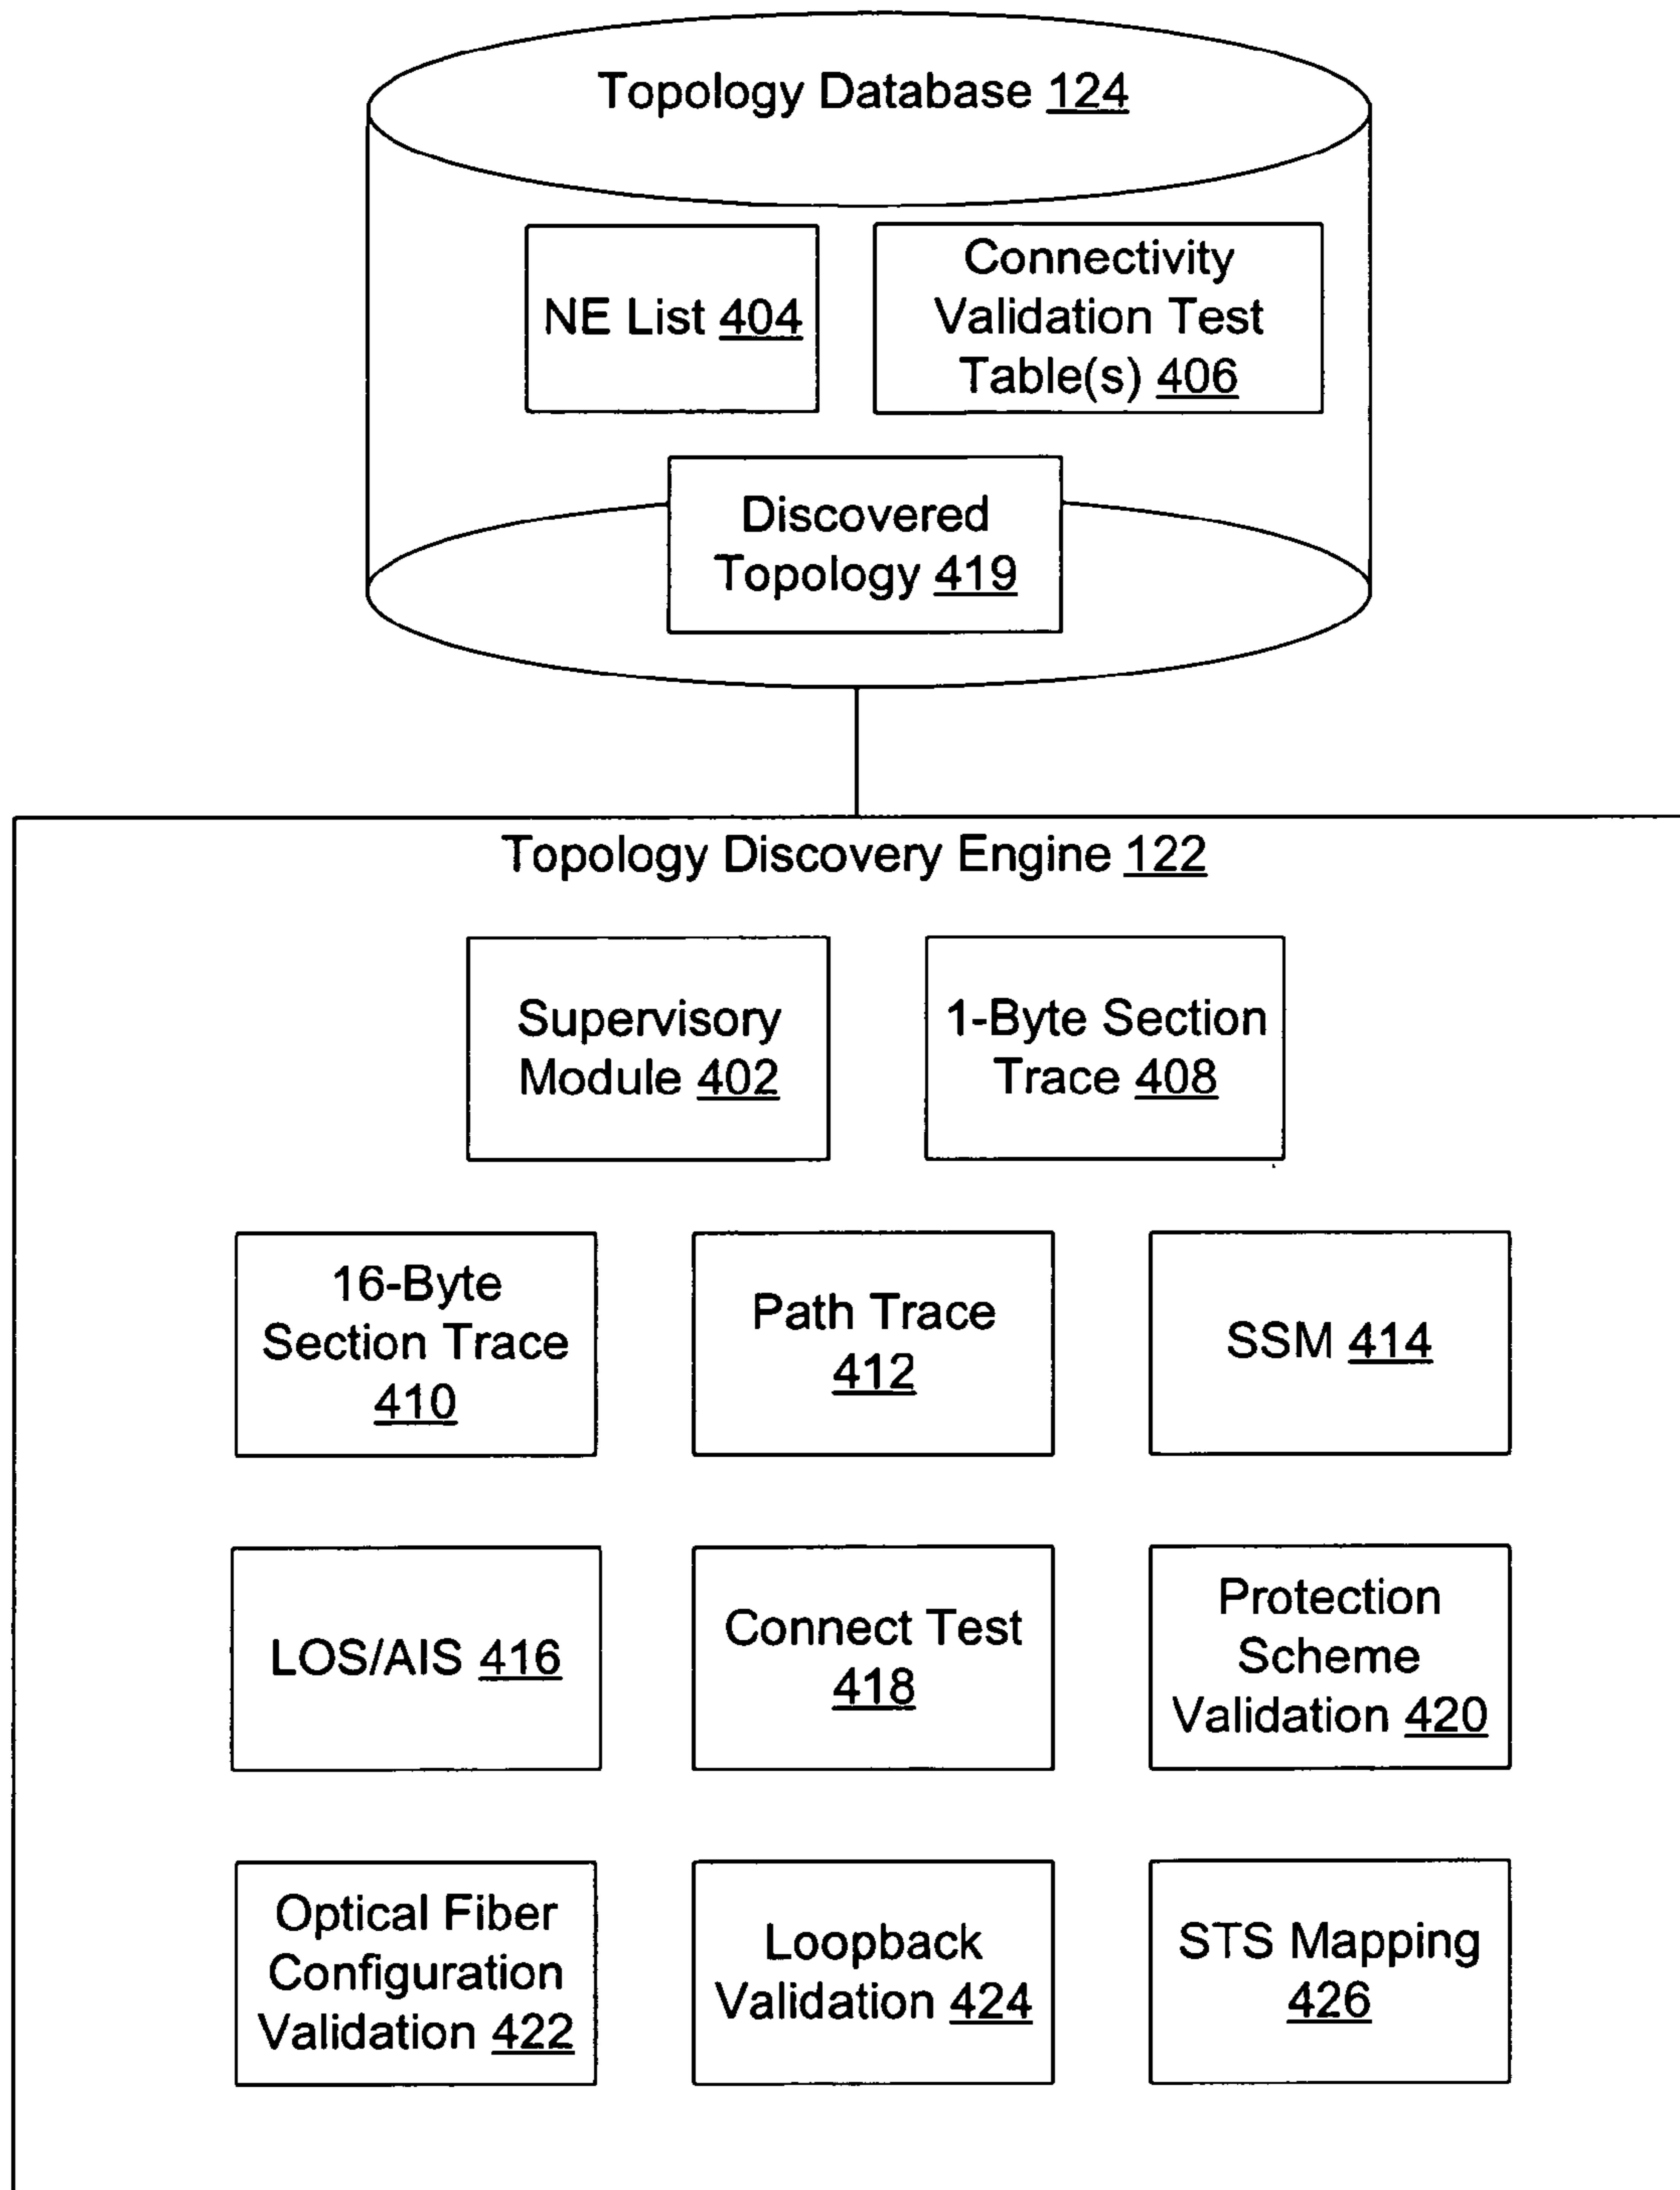 Topology Database 124
NE List 404
Connectivity
Validation Test
Table(s) 406
Discovered
Topology 419
Topology Discovery Engine 122
Supervisory
Module 402
1-Byte Section
Trace 408
16-Byte
Section Trace
410
Path Trace
412
SSM 414
LOS/AIS 416
Connect Test
418
Protection
Scheme
Validation 420
Optical Fiber
Configuration
Validation 422
Loopback
Validation 424
STS Mapping
426